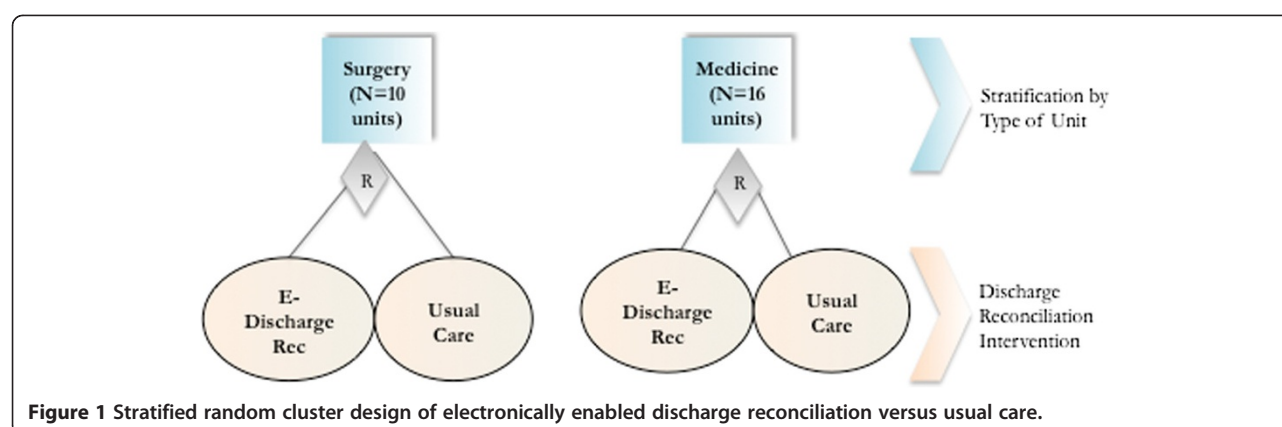 Surgery
(N=10
units)
Medicine
(N=16
units)
Stratification by
Type of Unit
R
R
E-
Discharge
Rec
Usual
Care
E-
Discharge
Rec
Usual
Care
Discharge
Reconciliation
Intervention
Figure 1 Stratified random cluster design of electronically enabled discharge reconciliation versus usual care.